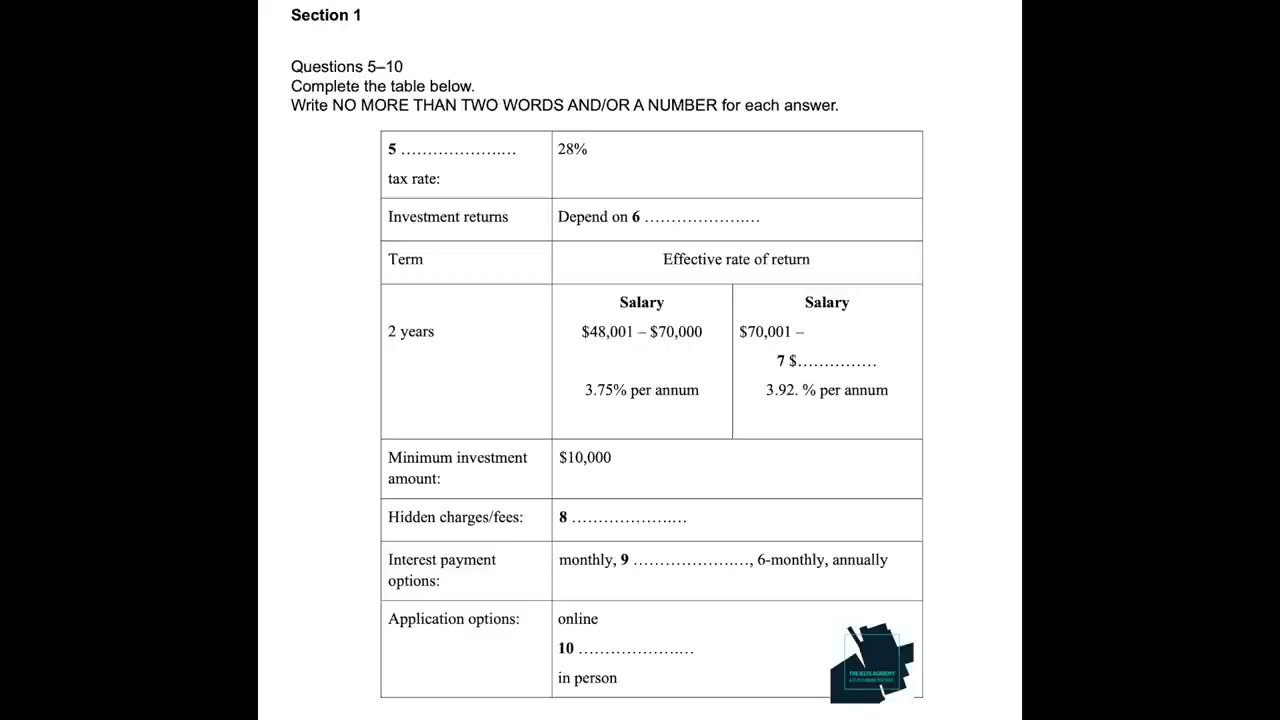 Section 1
Questions 5–10
Complete the table below.
Write NO MORE THAN TWO WORDS AND/OR A NUMBER for each answer.
5 ………………….… 28%
tax rate:
Investment returns Depend on 6 ………………….…
Term Effective rate of return
Salary Salary
2 years $48,001 – $70,000 $70,001 –
7 $……………
3.75% per annum 3.92. % per annum
Minimum investment $10,000
amount:
Hidden charges/fees: 8 ………………….…
Interest payment monthly, 9 ………………….…, 6-monthly, annually
options:
Application options: online
10 ………………….…
in person
THE IELTS ACADEMY